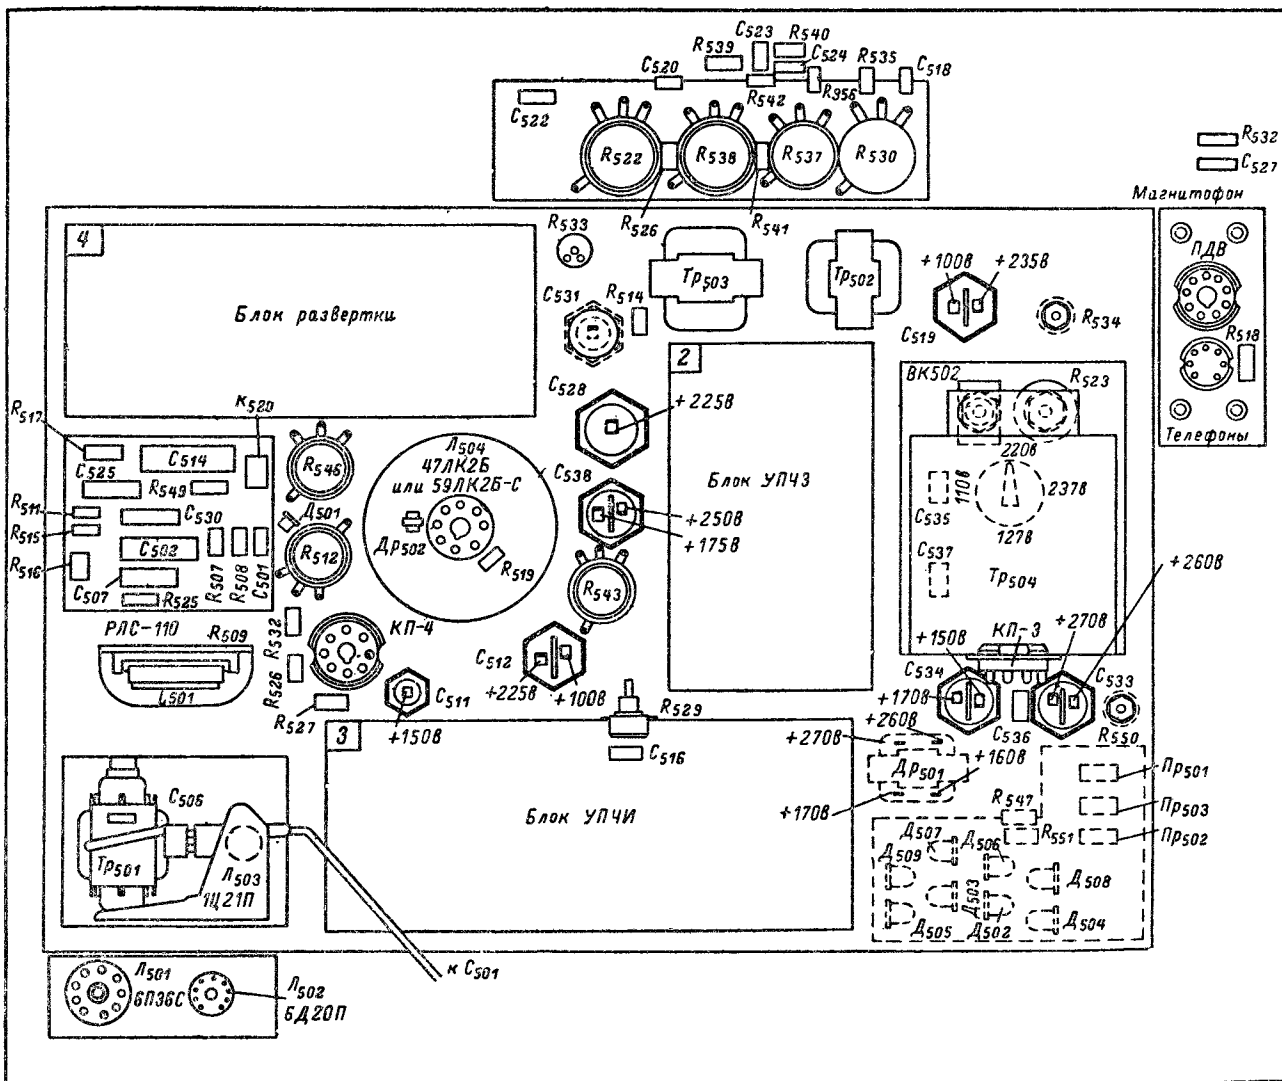 C523
R540
R539
C524
R535
C518
C520
R542
R356
C522
R522
R538
R537
R530
R532
C527
R526
R541
Магнитофон
R533
4
Блок развертки
Тр503
Тр502
+100В
+235В
ПДВ
C531
R514
C519
R534
R518
2
C528
+225В
ВК502
R523
Телефоны
R517
К520
C514
C525
R549
R546
Л504
47ЛК2Б
или 59ЛК2Б-С
C538
Блок УПЧЗ
220В
110В
237В
127В
C535
R511
C530
Д501
+250В
+175В
R515
C502
R512
ДР502
R519
C537
Тр504
R516
C507
R507
R508
C501
R543
R525
+260В
РЛС-110
R509
R532
КП-4
+150В
КП-3
+270В
C512
+225В
+100В
C534
C533
L501
R526
C511
+170В
R527
+150В
R529
+260В
C536
R550
3
C516
+270В
ДР501
+160В
Пр501
Блок УПЧИ
+170В
R547
Пр503
C506
Д507
Д506
R551
Пр502
Тр501
Л503
1Ц21П
Д509
Д503
Д508
Д505
Д502
Д504
к C501
Л501
6П36С
Л502
6Д20П